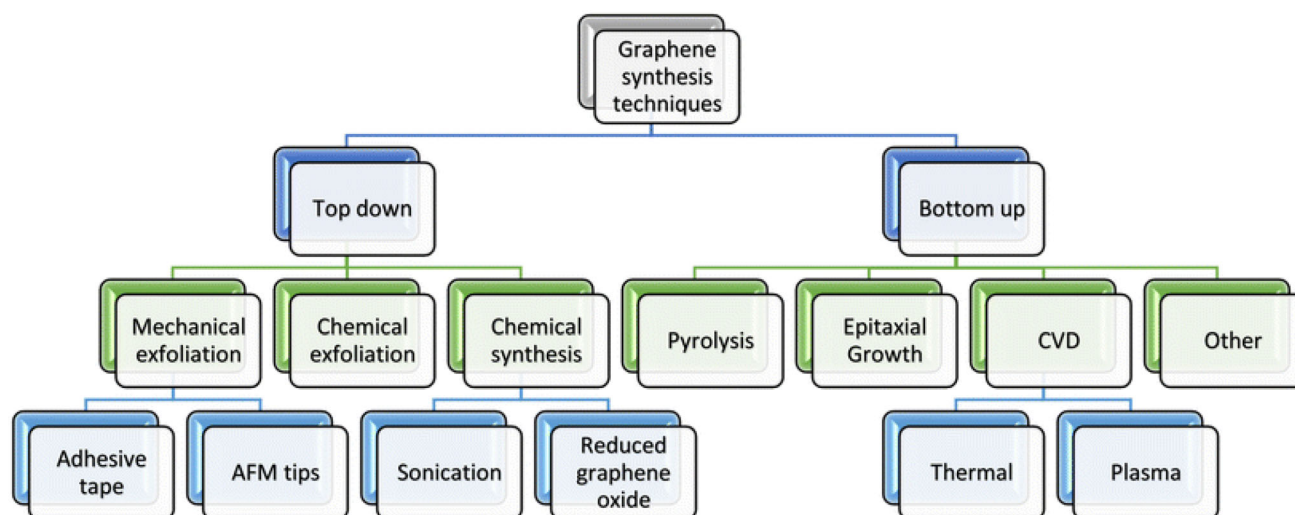 Graphene
synthesis
techniques
Top down
Bottom up
Mechanical
exfoliation
Chemical
exfoliation
Chemical
synthesis
Pyrolysis
Epitaxial
Growth
CVD
Other
Adhesive
tape
AFM tips
Sonication
Reduced
graphene
oxide
Thermal
Plasma